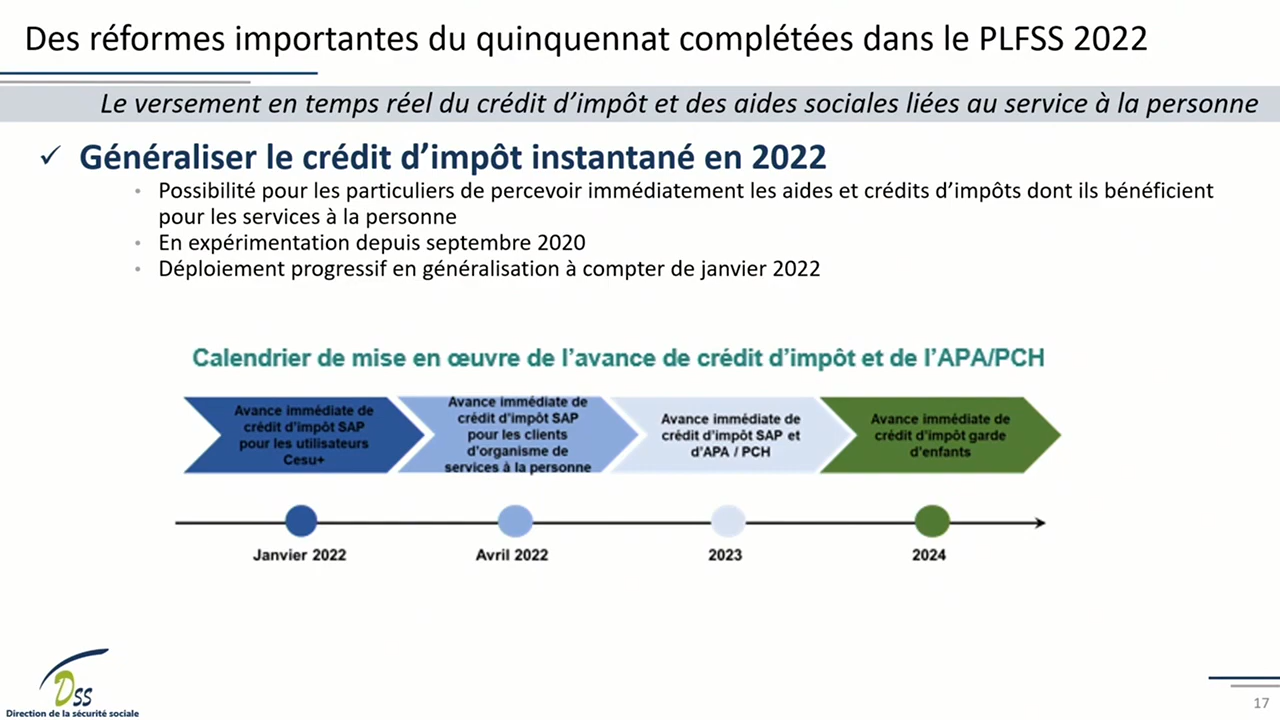 Des réformes importantes du quinquennat complétées dans le PLFSS 2022
Le versement en temps réel du crédit d'impôt et des aides sociales liées au service à la personne
✓ Généraliser le crédit d'impôt instantané en 2022
• Possibilité pour les particuliers de percevoir immédiatement les aides et crédits d'impôts dont ils bénéficient
pour les services à la personne
• En expérimentation depuis septembre 2020
• Déploiement progressif en généralisation à compter de janvier 2022
Calendrier de mise en œuvre de l'avance de crédit d'impôt et de l'APA/PCH
Avance immédiate de
crédit d'impôt SAP
pour les utilisateurs
Cesu+
Avance immédiate de
crédit d'impôt SAP
pour les clients
d'organisme de
services à la personne
Avance immédiate de
crédit d'impôt SAP et
d'APA / PCH
Avance immédiate de
crédit d'impôt garde
d'enfants
Janvier 2022
Avril 2022
2023
2024
DSS
Direction de la sécurité sociale
17